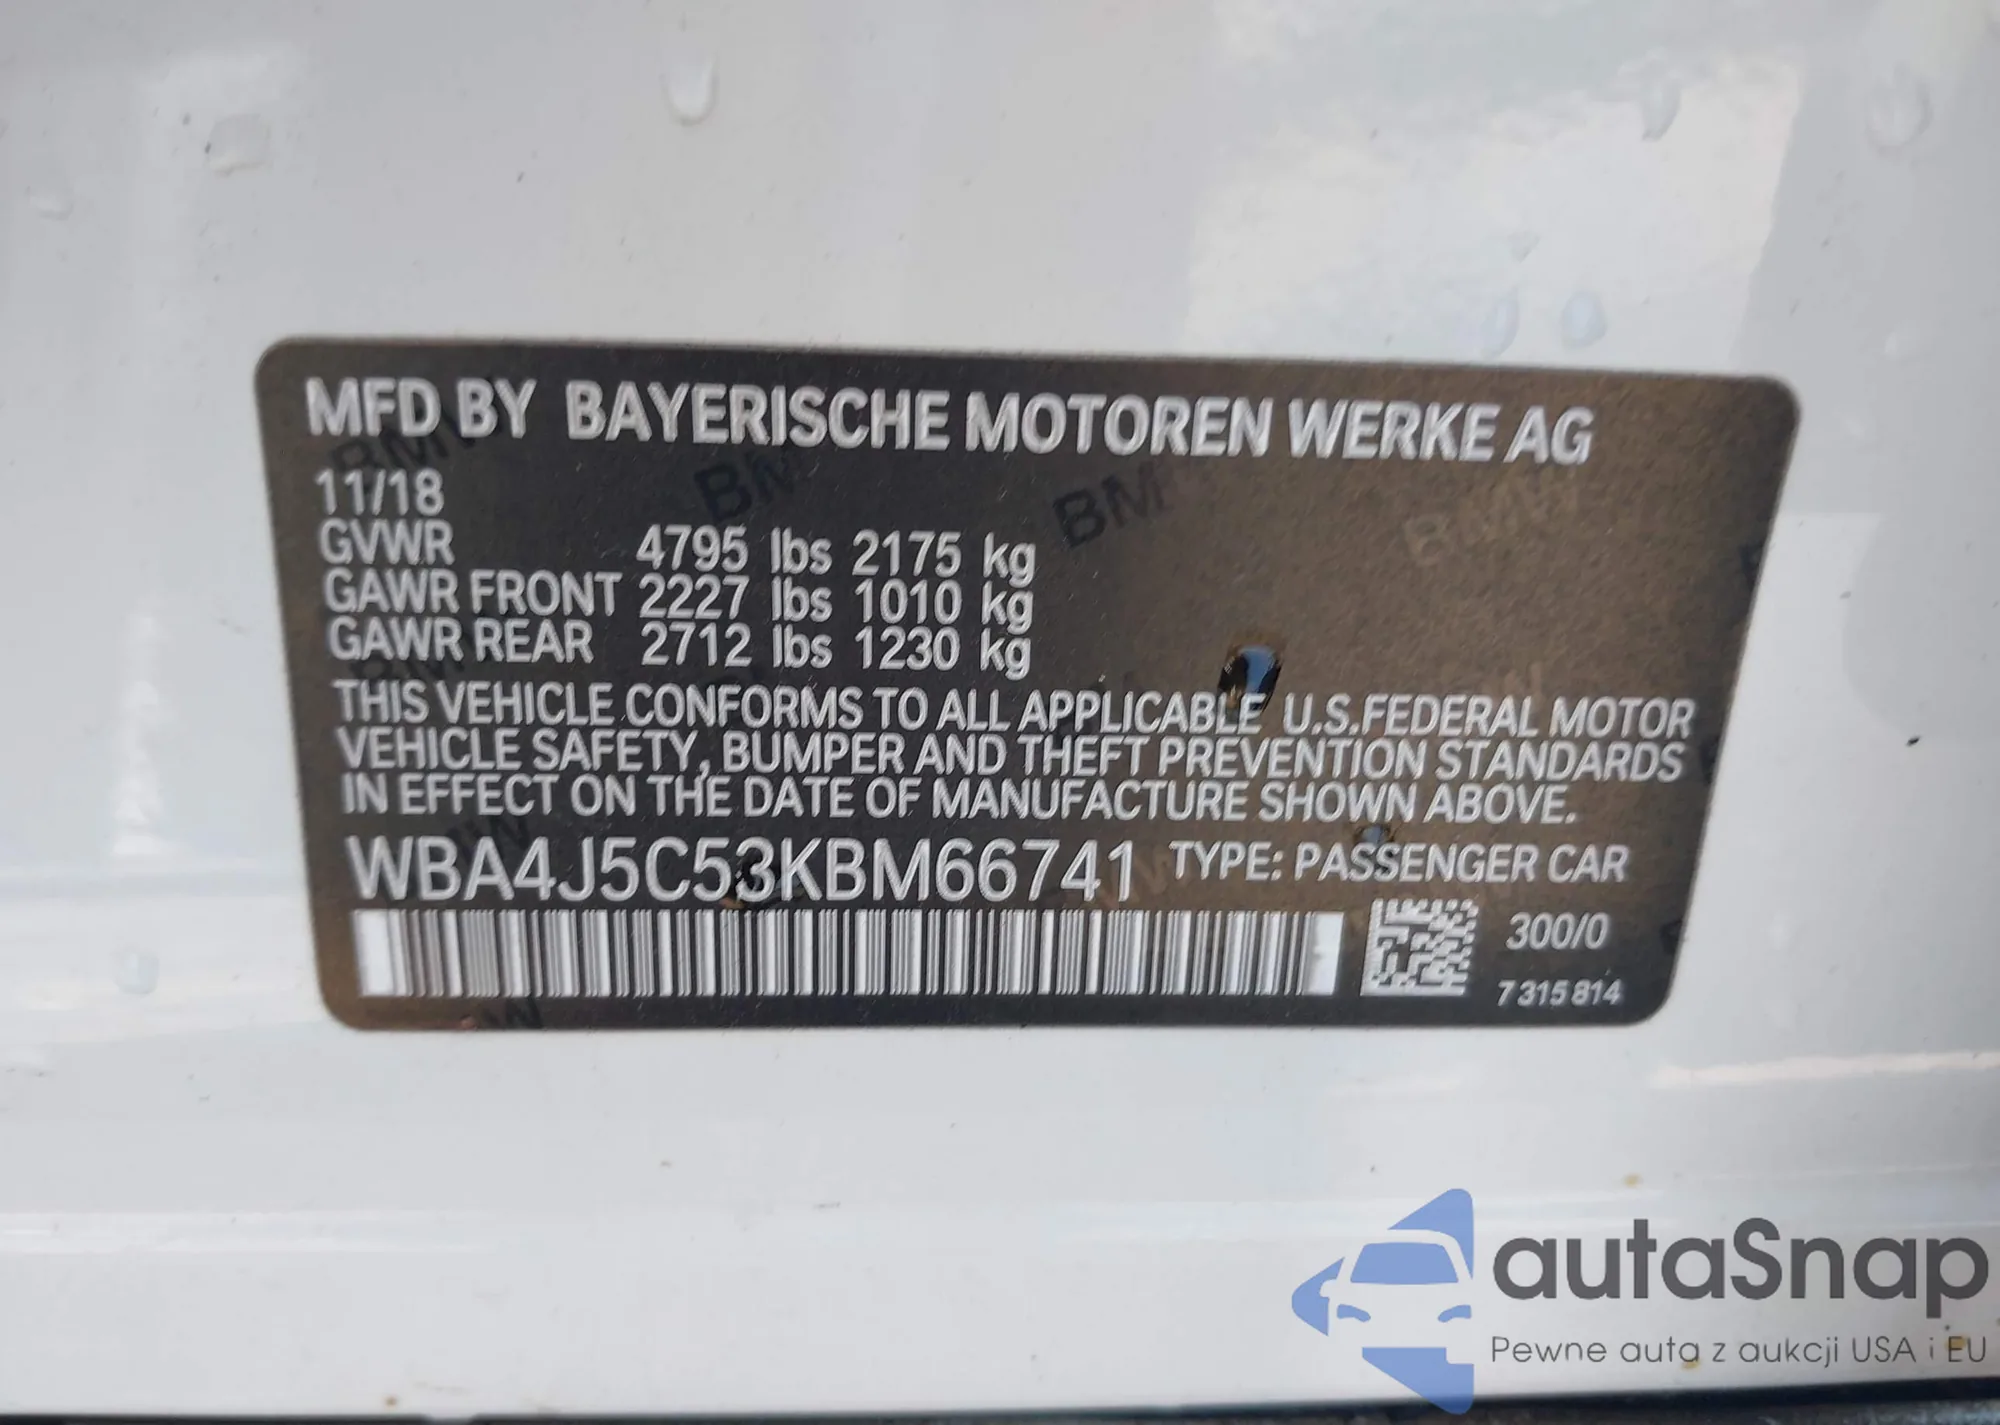 MFD BY BAYERISCHE MOTOREN WERKE AG
11/18
GVWR 4795 lbs 2175 kg
GAWR FRONT 2227 lbs 1010 kg
GAWR REAR 2712 lbs 1230 kg
THIS VEHICLE CONFORMS TO ALL APPLICABLE U.S.FEDERAL MOTOR
VEHICLE SAFETY, BUMPER AND THEFT PREVENTION STANDARDS
IN EFFECT ON THE DATE OF MANUFACTURE SHOWN ABOVE.
WBA4J5C53KBM66741 TYPE: PASSENGER CAR
300/0
7 315 814
autaSnap
Pewne auta z aukcji USA i EU